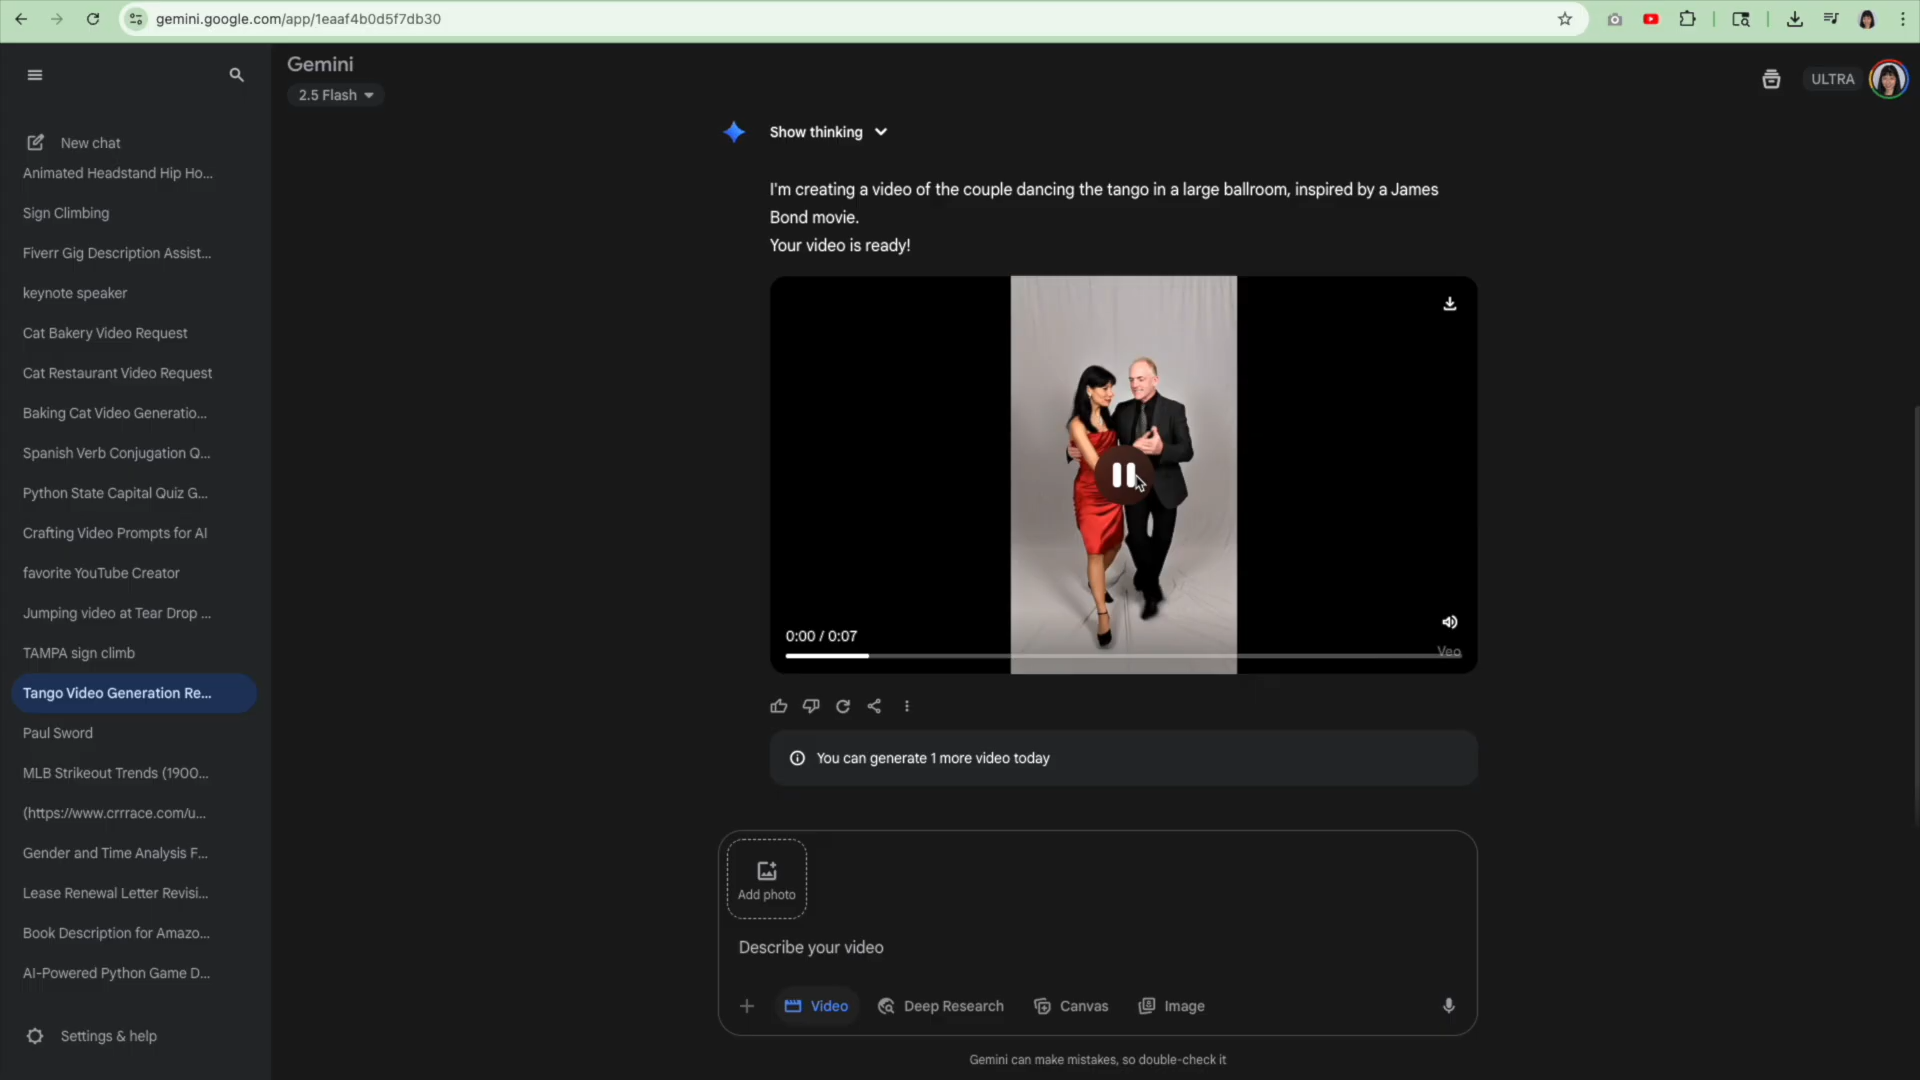 gemini.google.com/app/1eaaf4b0d5f7db30
Gemini
2.5 Flash
ULTRA
New chat
Animated Headstand Hip Ho...
Sign Climbing
Fiverr Gig Description Assist...
keynote speaker
Cat Bakery Video Request
Cat Restaurant Video Request
Baking Cat Video Generatio...
Spanish Verb Conjugation Q...
Python State Capital Quiz G...
Crafting Video Prompts for AI
favorite YouTube Creator
Jumping video at Tear Drop ...
TAMPA sign climb
Tango Video Generation Re...
Paul Sword
MLB Strikeout Trends (1900...
(https://www.crrrace.com/u...
Gender and Time Analysis F...
Lease Renewal Letter Revisi...
Book Description for Amazo...
AI-Powered Python Game D...
Settings & help
Show thinking
I'm creating a video of the couple dancing the tango in a large ballroom, inspired by a James
Bond movie.
Your video is ready!
0:00 / 0:07
Veo
You can generate 1 more video today
Add photo
Describe your video
Video
Deep Research
Canvas
Image
Gemini can make mistakes, so double-check it